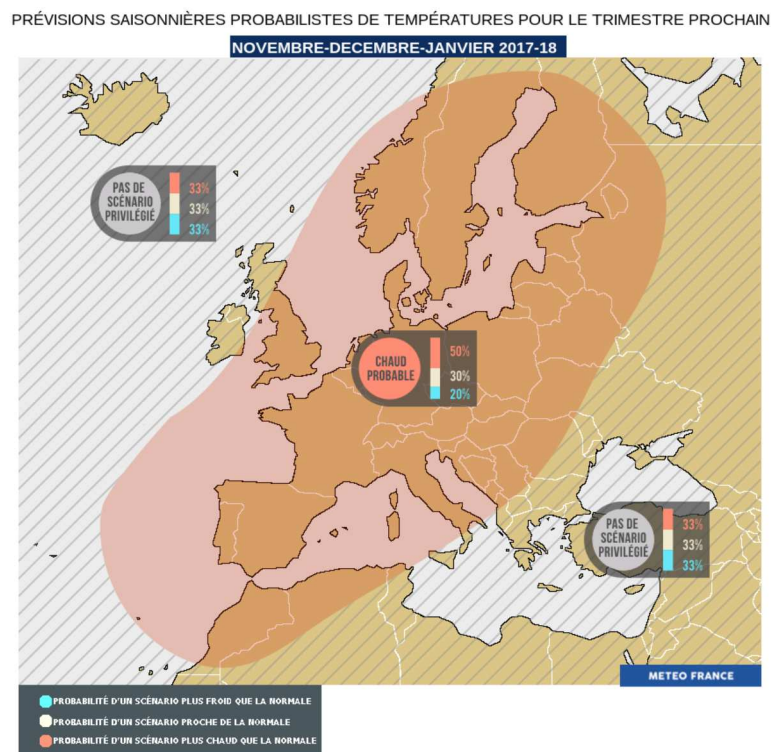 PRÉVISIONS SAISONNIÈRES PROBABILISTES DE TEMPÉRATURES POUR LE TRIMESTRE PROCHAIN
NOVEMBRE-DECEMBRE-JANVIER 2017-18
PAS DE
SCÉNARIO
PRIVILÉGIÉ
33%
33%
33%
CHAUD
PROBABLE
50%
30%
20%
PAS DE
SCÉNARIO
PRIVILÉGIÉ
33%
33%
33%
METEO FRANCE
PROBABILITÉ D'UN SCÉNARIO PLUS FROID QUE LA NORMALE
PROBABILITÉ D'UN SCÉNARIO PROCHE DE LA NORMALE
PROBABILITÉ D'UN SCÉNARIO PLUS CHAUD QUE LA NORMALE